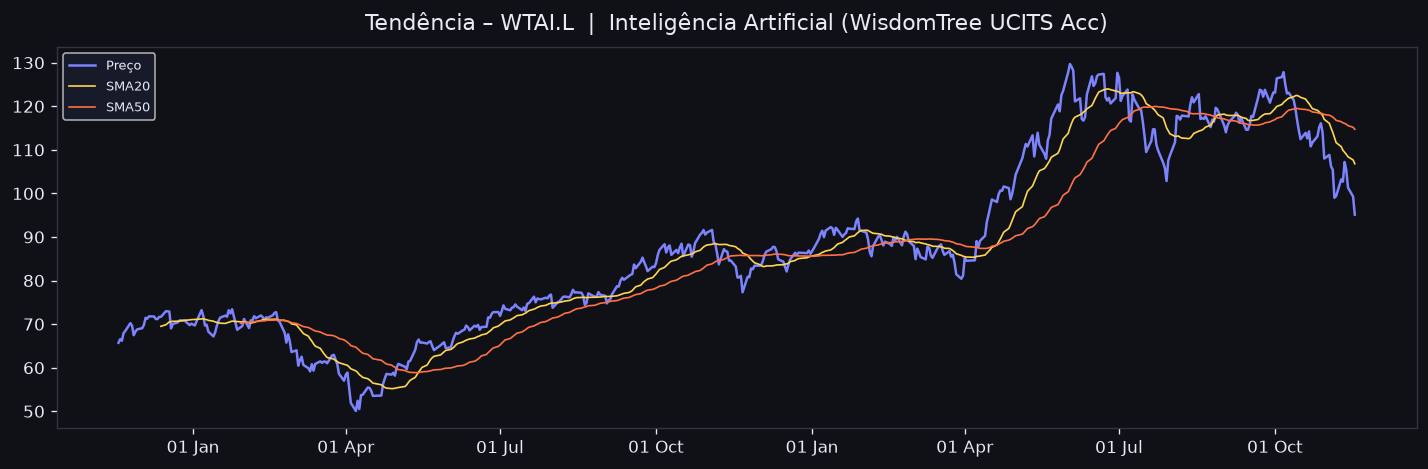 Tendência – WTAI.L | Inteligência Artificial (WisdomTree UCITS Acc)
Preço
SMA20
SMA50
130
120
110
100
90
80
70
60
50
01 Jan
01 Apr
01 Jul
01 Oct
01 Jan
01 Apr
01 Jul
01 Oct